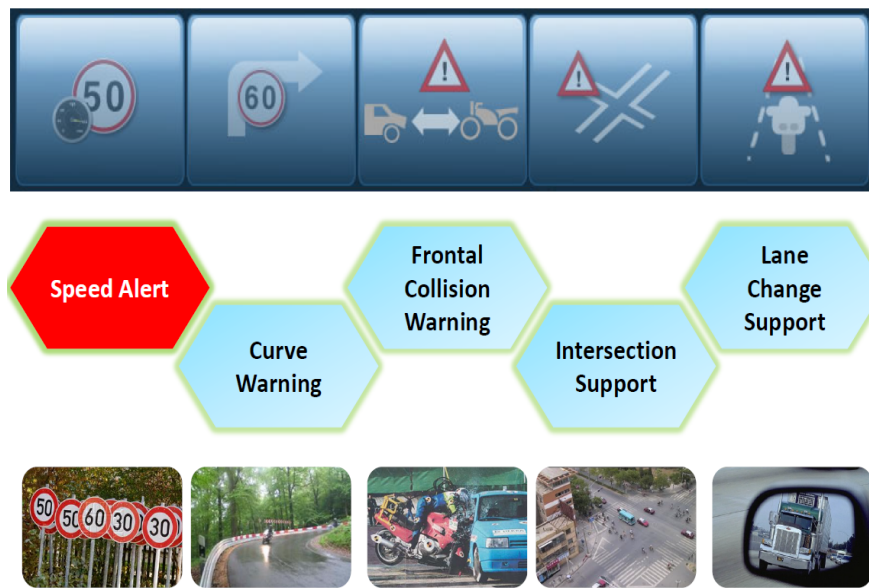 50
60
!
!
!
Speed Alert
Curve
Warning
Frontal
Collision
Warning
Intersection
Support
Lane
Change
Support
50
50
60
30
30